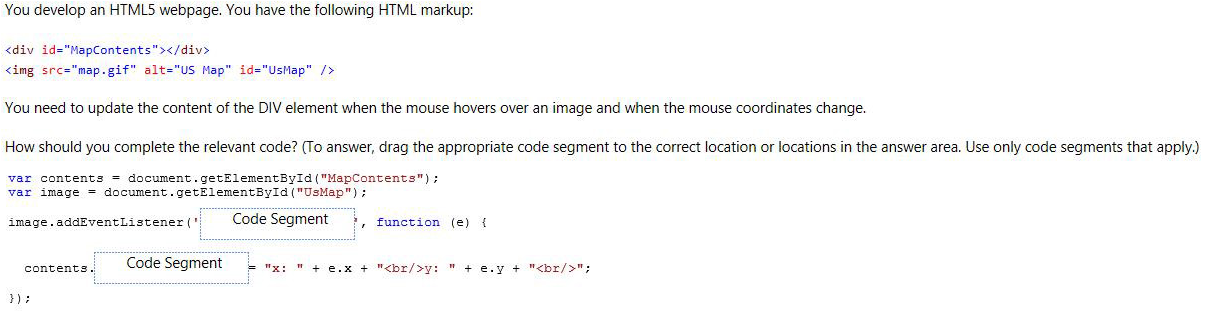 You develop an HTML5 webpage. You have the following HTML markup:
<div id="MapContents"></div>
<img src="map.gif" alt="US Map" id="UsMap" />
You need to update the content of the DIV element when the mouse hovers over an image and when the mouse coordinates change.
How should you complete the relevant code? (To answer, drag the appropriate code segment to the correct location or locations in the answer area. Use only code segments that apply.)
var contents = document.getElementById("MapContents");
var image = document.getElementById("UsMap");
image.addEventListener(' Code Segment ', function (e) {
contents. Code Segment = "x: " + e.x + "<br/>y: " + e.y + "<br/>";
});